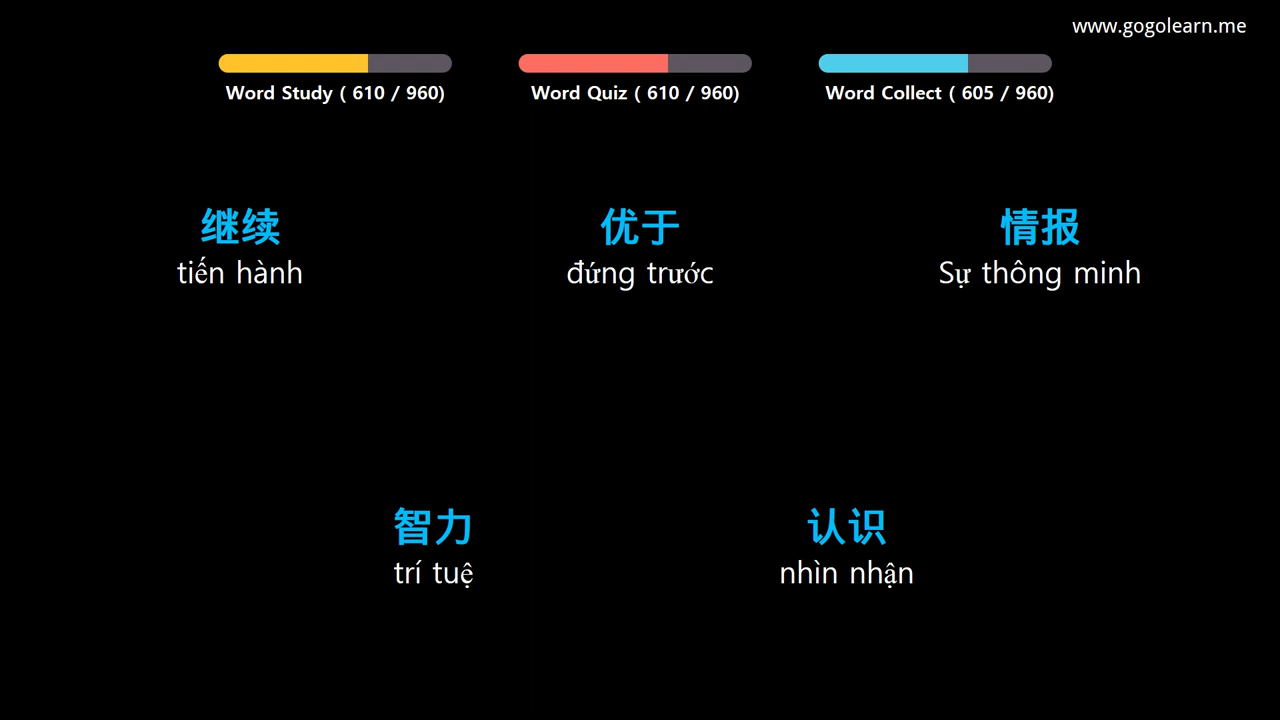 www.gogolearn.me
Word Study ( 610 / 960)
Word Quiz ( 610 / 960)
Word Collect ( 605 / 960)
继续
tiến hành
优于
đứng trước
情报
Sự thông minh
智力
trí tuệ
认识
nhìn nhận